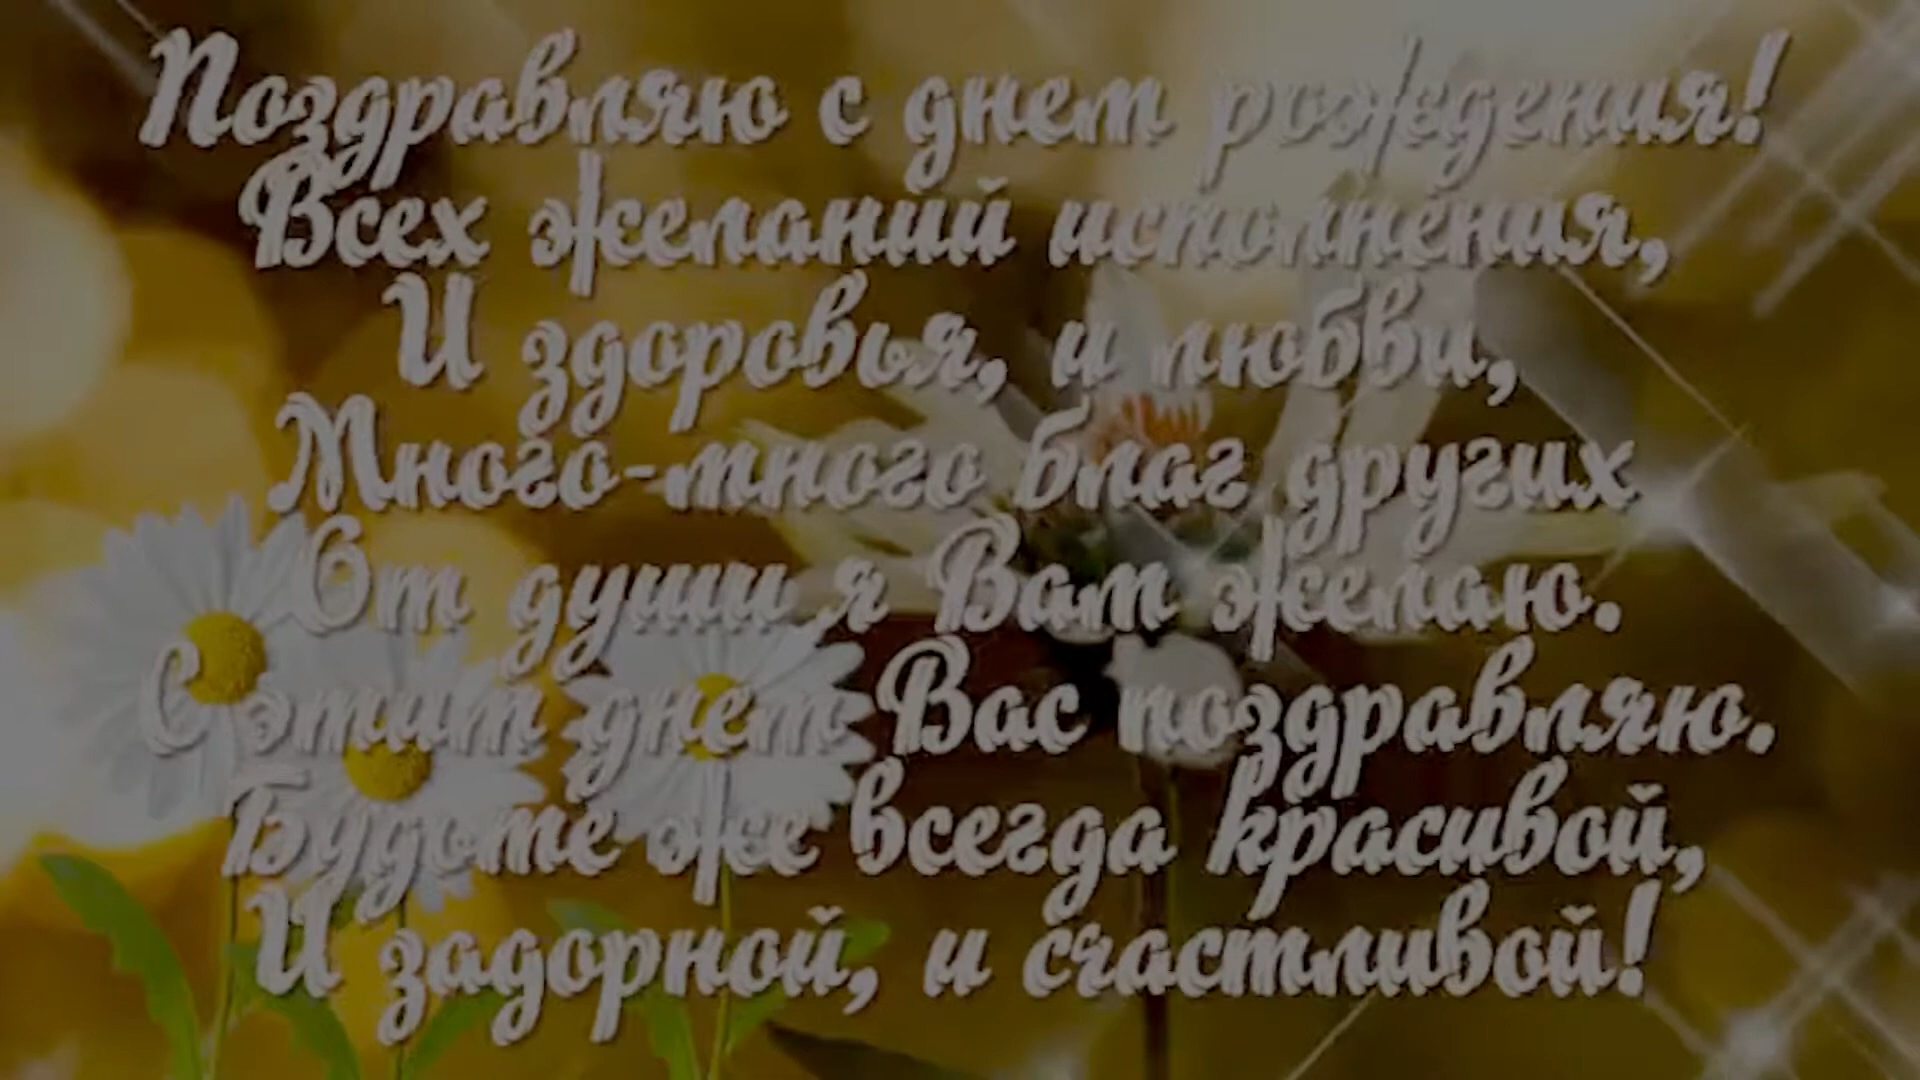 Поздравляю с днем рождения!
Всех желаний исполнения,
И здоровья, и любви,
Много-много благ других
От души я Вам желаю.
С этим днем Вас поздравляю.
Будьте же всегда красивой,
И задорной, и счастливой!